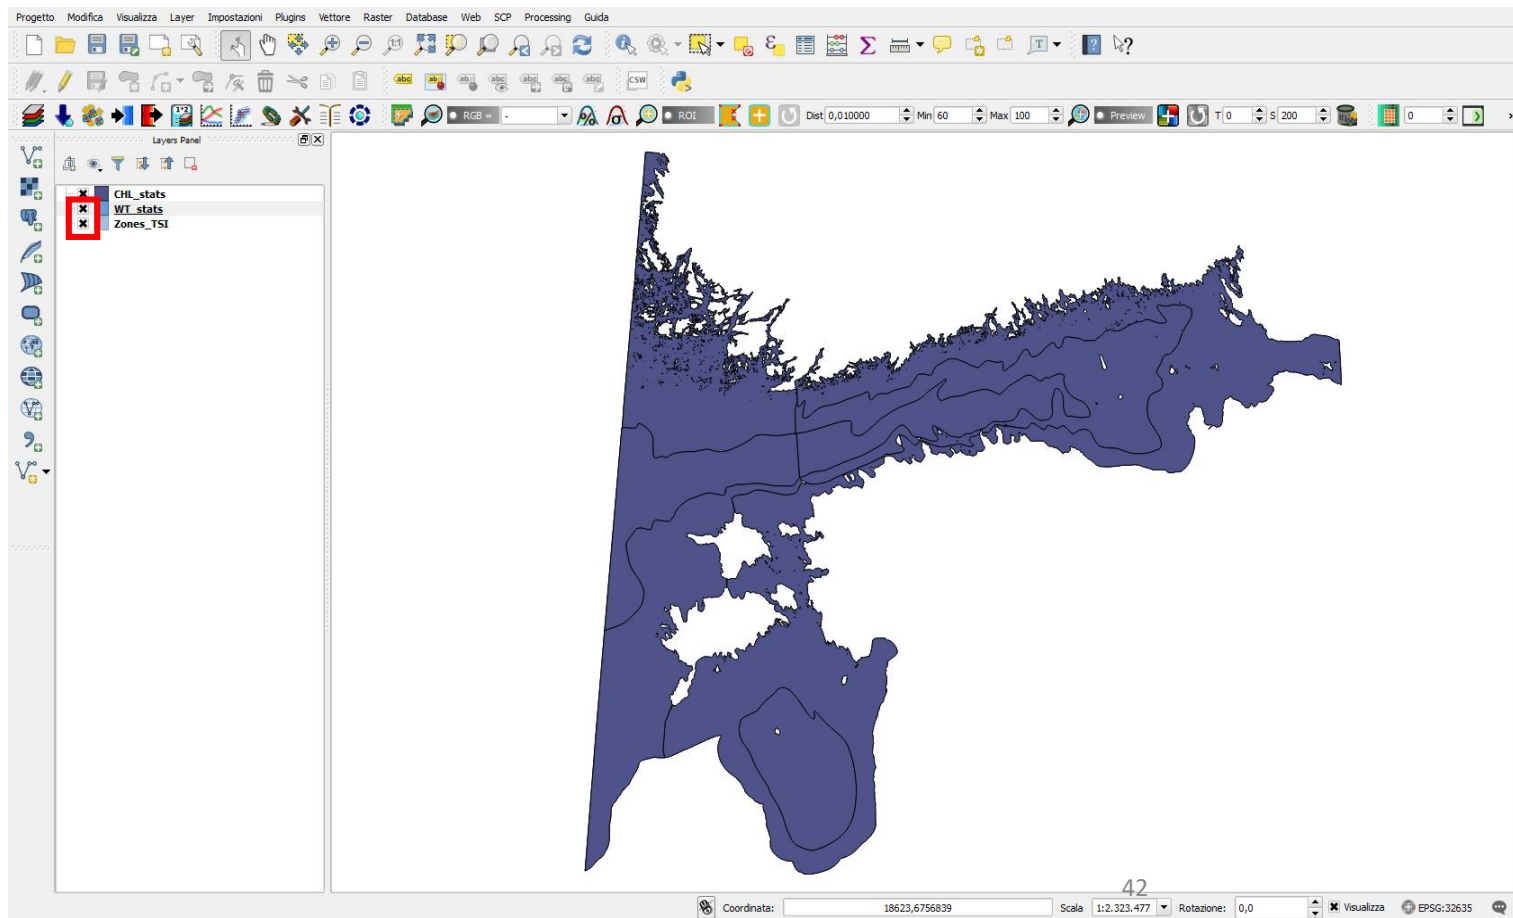 Progetto Modifica Visualizza Layer Impostazioni Plugins Vettore Raster Database Web SCP Processing Guida
RGB = - ROI Dist 0,010000 Min 60 Max 100 Preview T 0 S 200 0
Layers Panel
CHL_stats
WT_stats
Zones_TSI
42
Coordinata: 18623,6756839 Scala 1:2.323.477 Rotazione: 0,0 Visualizza EPSG:32635